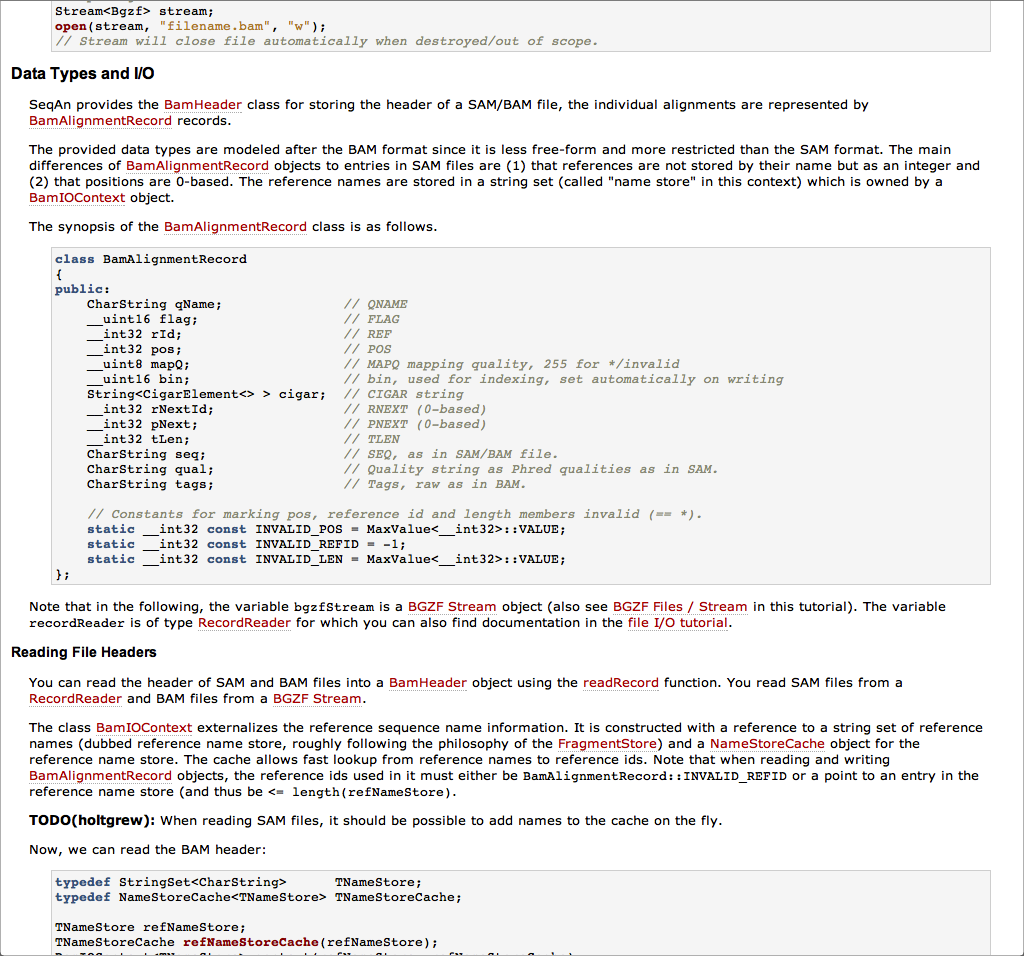 Stream<Bgzf> stream;
open(stream, "filename.bam", "w");
// Stream will close file automatically when destroyed/out of scope.
Data Types and I/O
SeqAn provides the BamHeader class for storing the header of a SAM/BAM file, the individual alignments are represented by
BamAlignmentRecord records.
The provided data types are modeled after the BAM format since it is less free-form and more restricted than the SAM format. The main
differences of BamAlignmentRecord objects to entries in SAM files are (1) that references are not stored by their name but as an integer and
(2) that positions are 0-based. The reference names are stored in a string set (called "name store" in this context) which is owned by a
BamIOContext object.
The synopsis of the BamAlignmentRecord class is as follows.
class BamAlignmentRecord
{
public:
    CharString qName;               // QNAME
    __uint16 flag;                  // FLAG
    __int32 rId;                    // REF
    __int32 pos;                    // POS
    __uint8 mapQ;                   // MAPQ mapping quality, 255 for */invalid
    __uint16 bin;                   // bin, used for indexing, set automatically on writing
    String<CigarElement<> > cigar;  // CIGAR string
    __int32 rNextId;                // RNEXT (0-based)
    __int32 pNext;                  // PNEXT (0-based)
    __int32 tLen;                   // TLEN
    CharString seq;                 // SEQ, as in SAM/BAM file.
    CharString qual;                // Quality string as Phred qualities as in SAM.
    CharString tags;                // Tags, raw as in BAM.
    // Constants for marking pos, reference id and length members invalid (== *).
    static __int32 const INVALID_POS = MaxValue<__int32>::VALUE;
    static __int32 const INVALID_REFID = -1;
    static __int32 const INVALID_LEN = MaxValue<__int32>::VALUE;
};
Note that in the following, the variable bgzfStream is a BGZF Stream object (also see BGZF Files / Stream in this tutorial). The variable
recordReader is of type RecordReader for which you can also find documentation in the file I/O tutorial.
Reading File Headers
You can read the header of SAM and BAM files into a BamHeader object using the readRecord function. You read SAM files from a
RecordReader and BAM files from a BGZF Stream.
The class BamIOContext externalizes the reference sequence name information. It is constructed with a reference to a string set of reference
names (dubbed reference name store, roughly following the philosophy of the FragmentStore) and a NameStoreCache object for the
reference name store. The cache allows fast lookup from reference names to reference ids. Note that when reading and writing
BamAlignmentRecord objects, the reference ids used in it must either be BamAlignmentRecord::INVALID_REFID or a point to an entry in the
reference name store (and thus be <= length(refNameStore).
TODO(holtgrew): When reading SAM files, it should be possible to add names to the cache on the fly.
Now, we can read the BAM header:
typedef StringSet<CharString>      TNameStore;
typedef NameStoreCache<TNameStore> TNameStoreCache;
TNameStore refNameStore;
TNameStoreCache refNameStoreCache(refNameStore);